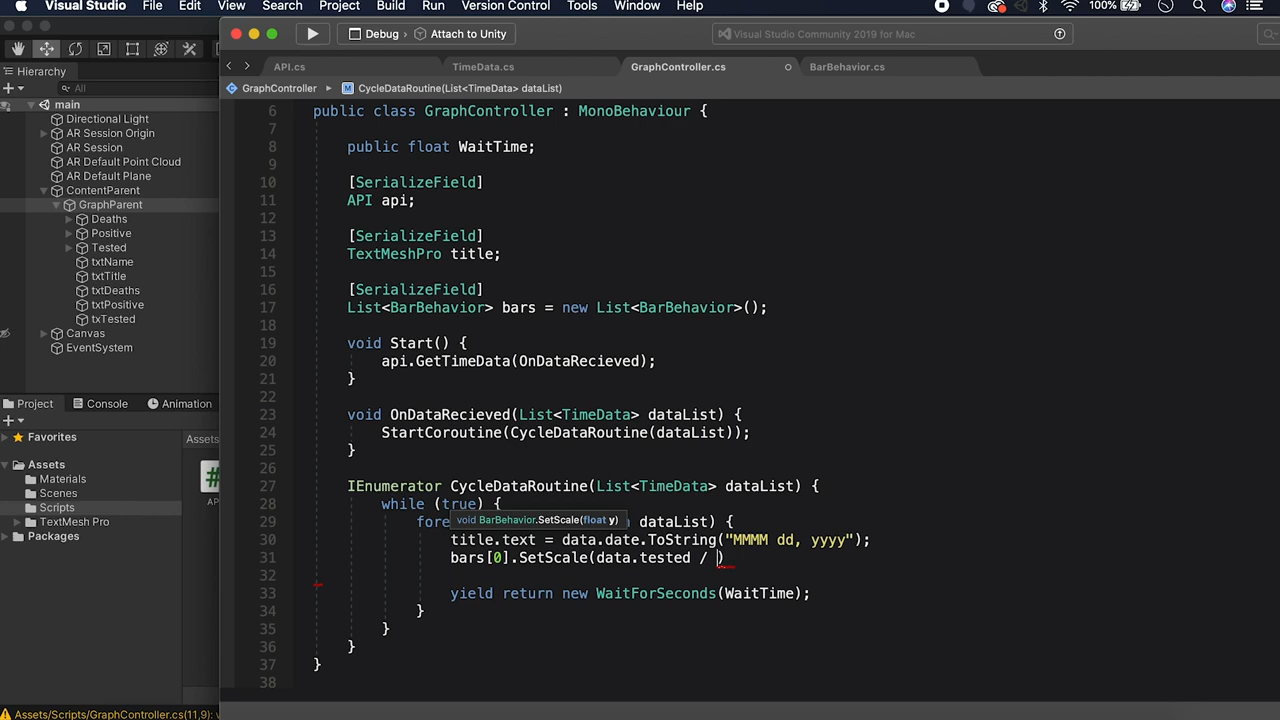 Visual Studio File Edit View Search Project Build Run Version Control Tools Window Help 100%
Debug › Attach to Unity
Visual Studio Community 2019 for Mac
API.cs TimeData.cs GraphController.cs BarBehavior.cs
GraphController ▸ M CycleDataRoutine(List<TimeData> dataList)
Hierarchy
All
main
Directional Light
AR Session Origin
AR Session
AR Default Point Cloud
AR Default Plane
ContentParent
GraphParent
Deaths
Positive
Tested
txtName
txtTitle
txtDeaths
txtPositive
txTested
Canvas
EventSystem
Project Console Animation
Favorites
Assets
Assets
Materials
Scenes
Scripts
TextMesh Pro
Packages
#
AP
Assets/Scripts/GraphController.cs(11,9):
6 public class GraphController : MonoBehaviour {
7
8 public float WaitTime;
9
10 [SerializeField]
11 API api;
12
13 [SerializeField]
14 TextMeshPro title;
15
16 [SerializeField]
17 List<BarBehavior> bars = new List<BarBehavior>();
18
19 void Start() {
20 api.GetTimeData(OnDataRecieved);
21 }
22
23 void OnDataRecieved(List<TimeData> dataList) {
24 StartCoroutine(CycleDataRoutine(dataList));
25 }
26
27 IEnumerator CycleDataRoutine(List<TimeData> dataList) {
28 while (true) {
void BarBehavior.SetScale(float y)
29 fore dataList) {
30 title.text = data.date.ToString("MMMM dd, yyyy");
31 bars[0].SetScale(data.tested / )
32
33 yield return new WaitForSeconds(WaitTime);
34 }
35 }
36 }
37 }
38